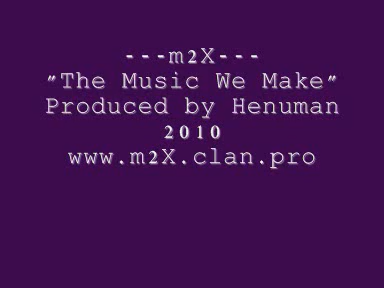 ---m2X---
"The Music We Make"
Produced by Henuman
2010
www.m2X.clan.pro